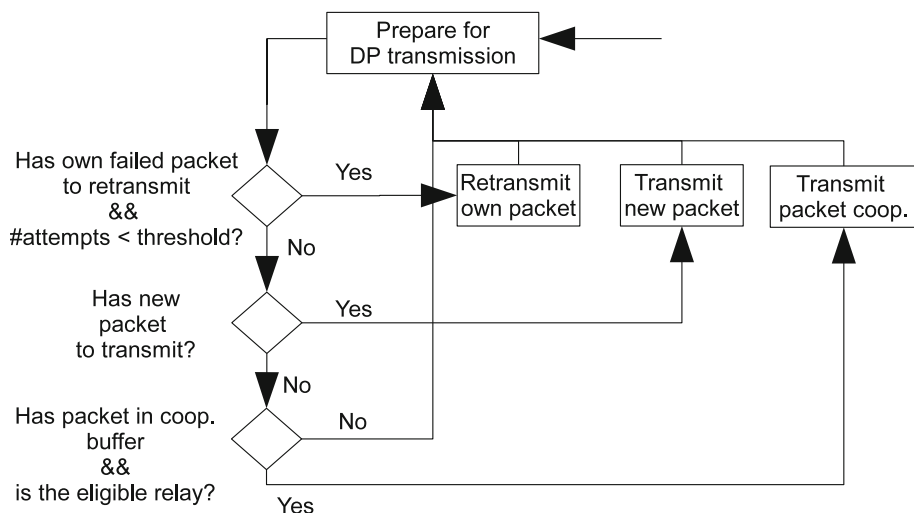 Prepare for
DP transmission
Has own failed packet
to retransmit
&&
#attempts < threshold?
Yes
Retransmit
own packet
Transmit
new packet
Transmit
packet coop.
No
Has new
packet
to transmit?
Yes
No
Has packet in coop.
buffer
&&
is the eligible relay?
No
Yes